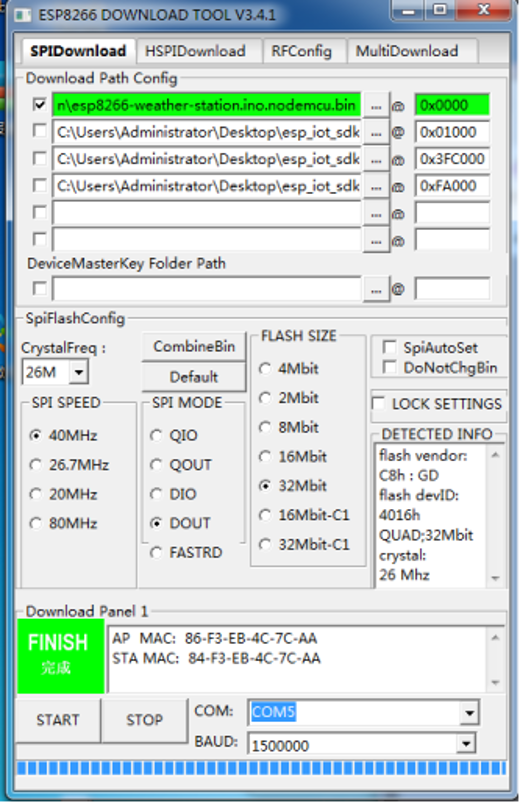 ESP8266 DOWNLOAD TOOL V3.4.1
SPIDownload HSPIDownload RFConfig MultiDownload
Download Path Config
n\esp8266-weather-station.ino.nodemcu.bin ... @ 0x0000
C:\Users\Administrator\Desktop\esp_iot_sdk ... @ 0x01000
C:\Users\Administrator\Desktop\esp_iot_sdk ... @ 0x3FC000
C:\Users\Administrator\Desktop\esp_iot_sdk ... @ 0xFA000
... @
... @
DeviceMasterKey Folder Path
... @
SpiFlashConfig
CrystalFreq :
26M
CombineBin
Default
SPI SPEED
40MHz
26.7MHz
20MHz
80MHz
SPI MODE
QIO
QOUT
DIO
DOUT
FASTRD
FLASH SIZE
4Mbit
2Mbit
8Mbit
16Mbit
32Mbit
16Mbit-C1
32Mbit-C1
SpiAutoSet
DoNotChgBin
LOCK SETTINGS
DETECTED INFO
flash vendor:
C8h : GD
flash devID:
4016h
QUAD;32Mbit
crystal:
26 Mhz
Download Panel 1
FINISH
完成
AP MAC: 86-F3-EB-4C-7C-AA
STA MAC: 84-F3-EB-4C-7C-AA
START STOP
COM: COM5
BAUD: 1500000